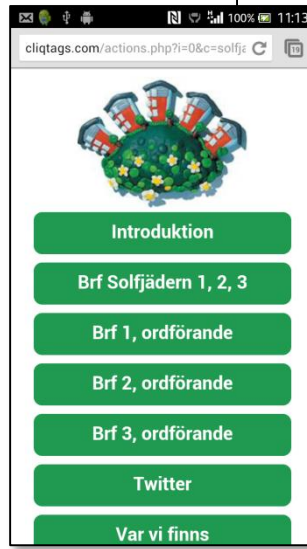 100% 11:13
cliqtags.com/actions.php?i=0&c=solfja
19
Introduktion
Brf Solfjädern 1, 2, 3
Brf 1, ordförande
Brf 2, ordförande
Brf 3, ordförande
Twitter
Var vi finns